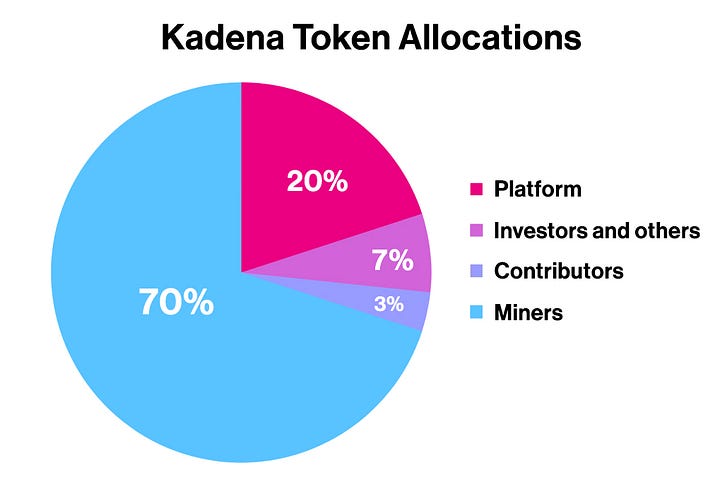 Kadena Token Allocations
20%
7%
3%
70%
Platform
Investors and others
Contributors
Miners